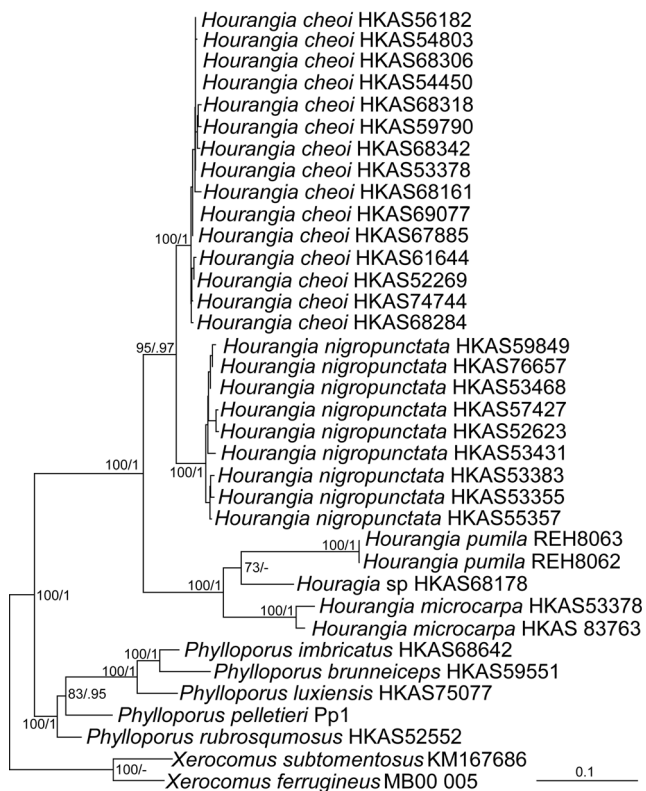 Hourangia cheoi HKAS56182
Hourangia cheoi HKAS54803
Hourangia cheoi HKAS68306
Hourangia cheoi HKAS54450
Hourangia cheoi HKAS68318
Hourangia cheoi HKAS59790
Hourangia cheoi HKAS68342
Hourangia cheoi HKAS53378
Hourangia cheoi HKAS68161
Hourangia cheoi HKAS69077
Hourangia cheoi HKAS67885
100/1
Hourangia cheoi HKAS61644
Hourangia cheoi HKAS52269
Hourangia cheoi HKAS74744
Hourangia cheoi HKAS68284
95/.97
Hourangia nigropunctata HKAS59849
Hourangia nigropunctata HKAS76657
Hourangia nigropunctata HKAS53468
Hourangia nigropunctata HKAS57427
Hourangia nigropunctata HKAS52623
Hourangia nigropunctata HKAS53431
100/1
100/1
Hourangia nigropunctata HKAS53383
Hourangia nigropunctata HKAS53355
Hourangia nigropunctata HKAS55357
Hourangia pumila REH8063
100/1
Hourangia pumila REH8062
73/-
Houragia sp HKAS68178
100/1
100/1
Hourangia microcarpa HKAS53378
Hourangia microcarpa HKAS 83763
100/1
Phylloporus imbricatus HKAS68642
100/1
Phylloporus brunneiceps HKAS59551
100/1
Phylloporus luxiensis HKAS75077
83/.95
Phylloporus pelletieri Pp1
100/1
Phylloporus rubrosqumosus HKAS52552
Xerocomus subtomentosus KM167686
100/-
Xerocomus ferrugineus MB00 005
0.1